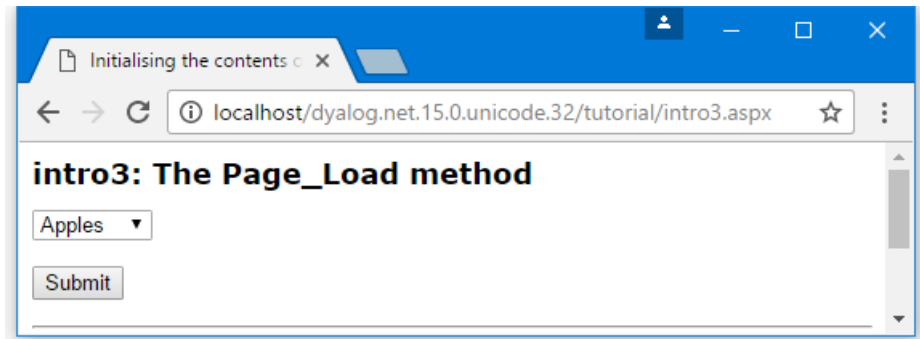 Initialising the contents o
localhost/dyalog.net.15.0.unicode.32/tutorial/intro3.aspx
intro3: The Page_Load method
Apples
Submit